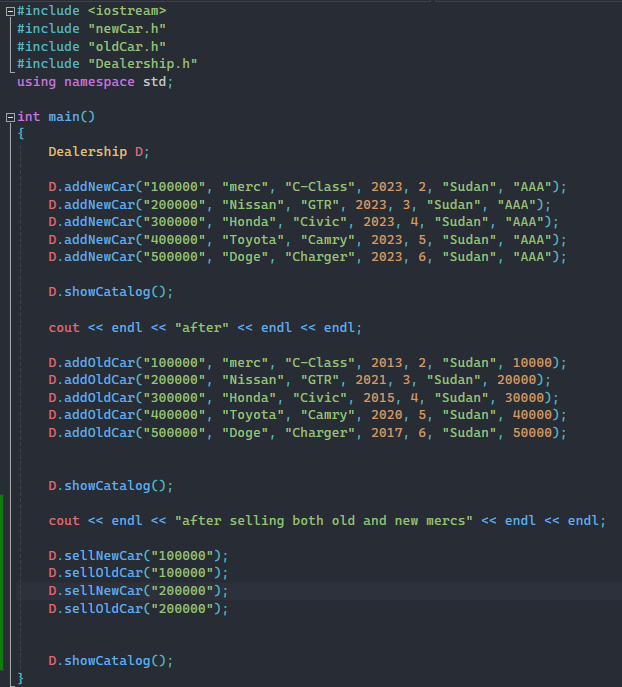 #include <iostream>
#include "newCar.h"
#include "oldCar.h"
#include "Dealership.h"
using namespace std;
int main()
{
Dealership D;
D.addNewCar("100000", "merc", "C-Class", 2023, 2, "Sudan", "AAA");
D.addNewCar("200000", "Nissan", "GTR", 2023, 3, "Sudan", "AAA");
D.addNewCar("300000", "Honda", "Civic", 2023, 4, "Sudan", "AAA");
D.addNewCar("400000", "Toyota", "Camry", 2023, 5, "Sudan", "AAA");
D.addNewCar("500000", "Doge", "Charger", 2023, 6, "Sudan", "AAA");
D.showCatalog();
cout << endl << "after" << endl << endl;
D.addOldCar("100000", "merc", "C-Class", 2013, 2, "Sudan", 10000);
D.addOldCar("200000", "Nissan", "GTR", 2021, 3, "Sudan", 20000);
D.addOldCar("300000", "Honda", "Civic", 2015, 4, "Sudan", 30000);
D.addOldCar("400000", "Toyota", "Camry", 2020, 5, "Sudan", 40000);
D.addOldCar("500000", "Doge", "Charger", 2017, 6, "Sudan", 50000);
D.showCatalog();
cout << endl << "after selling both old and new mercs" << endl << endl;
D.sellNewCar("100000");
D.sellOldCar("100000");
D.sellNewCar("200000");
D.sellOldCar("200000");
D.showCatalog();
}